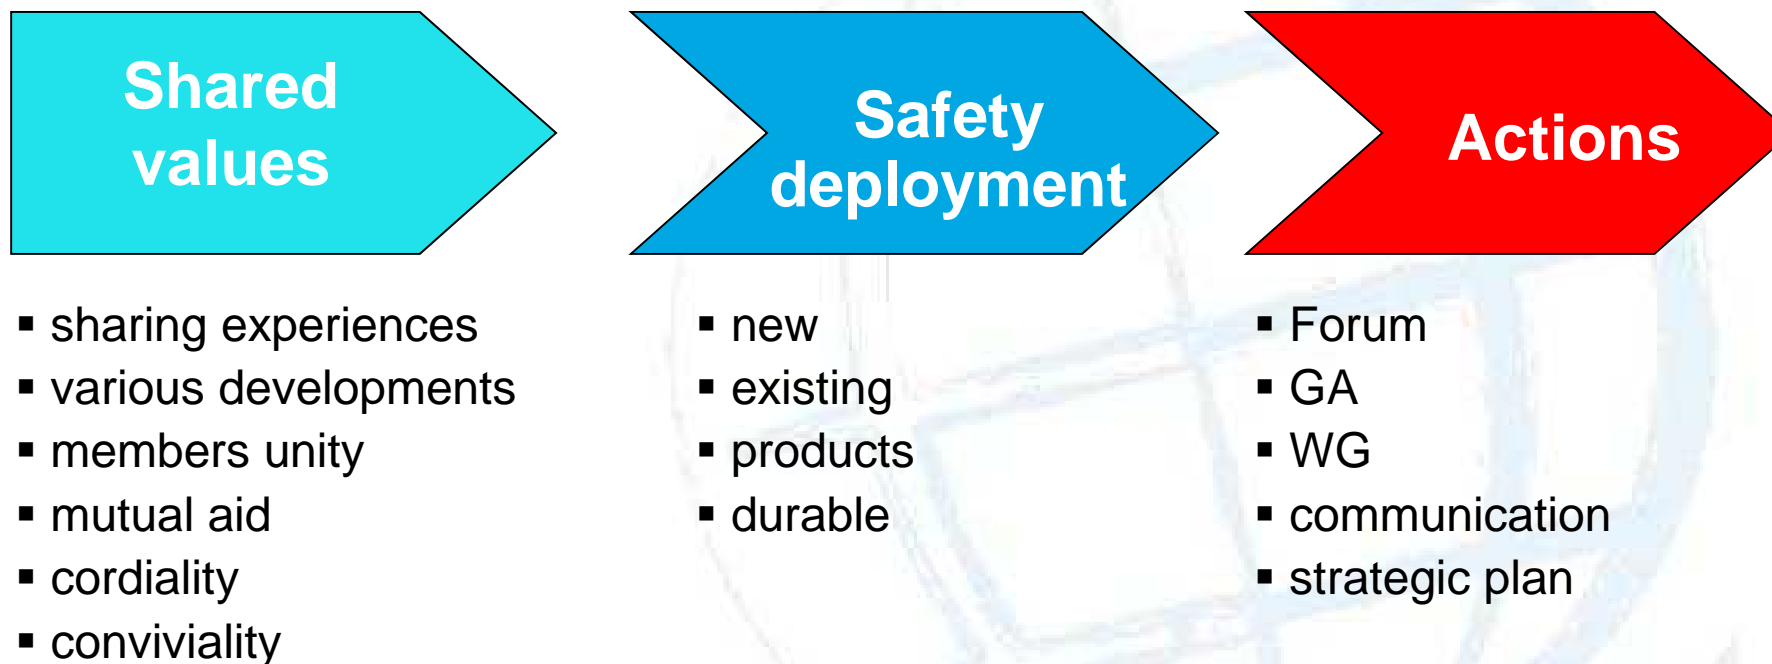 Shared
values
▪ sharing experiences
▪ various developments
▪ members unity
▪ mutual aid
▪ cordiality
▪ conviviality
Safety
deployment
▪ new
▪ existing
▪ products
▪ durable
Actions
▪ Forum
▪ GA
▪ WG
▪ communication
▪ strategic plan